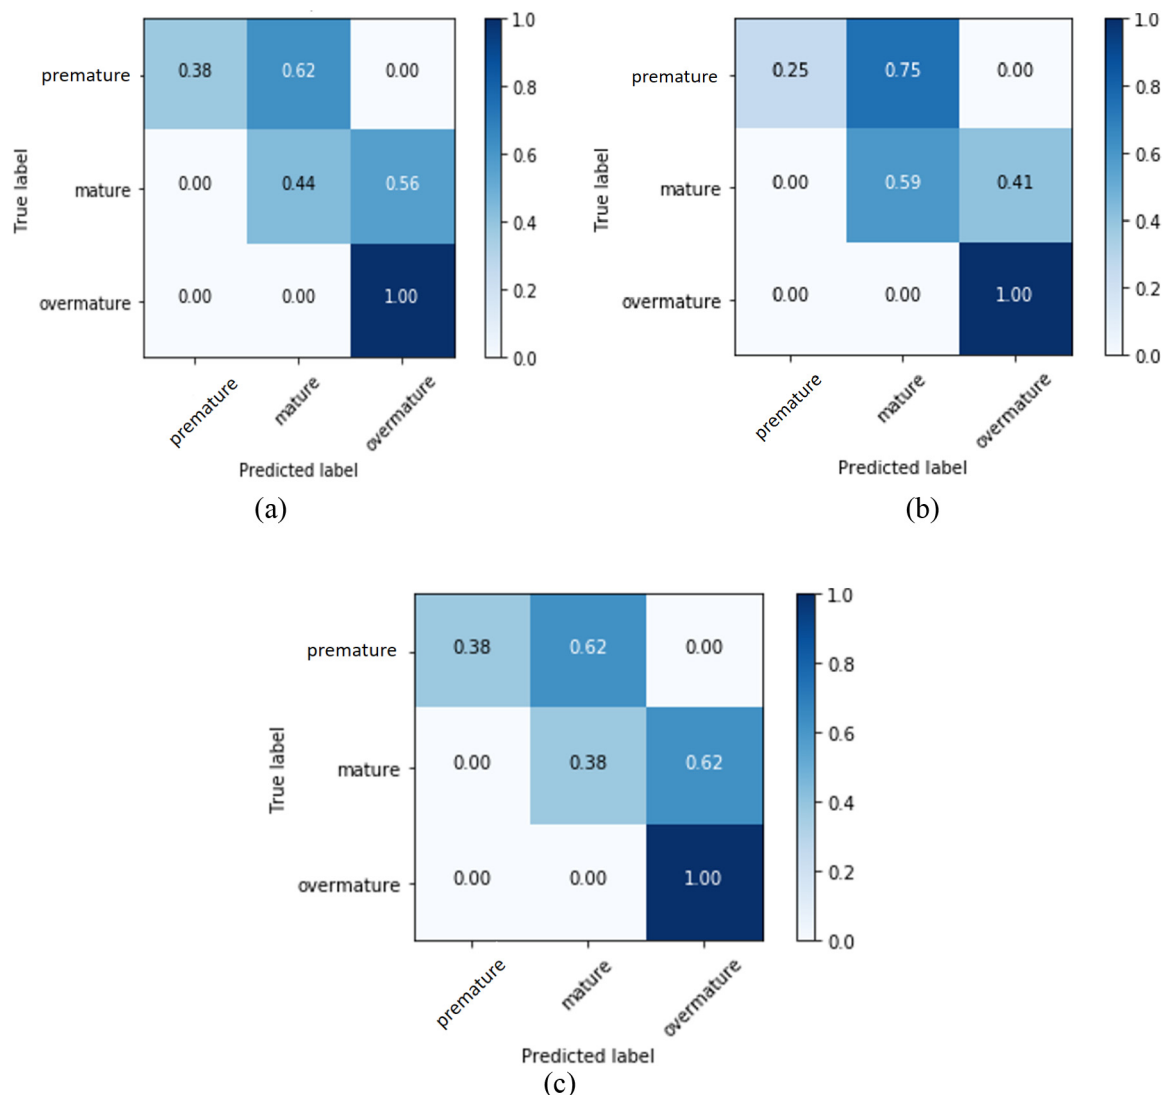 1.0
premature 0.38 0.62 0.00
0.8
0.6
True label
mature 0.00 0.44 0.56
0.4
overmature 0.00 0.00 1.00
0.2
0.0
premature mature overmature
Predicted label
(a)
1.0
premature 0.25 0.75 0.00
0.8
0.6
True label
mature 0.00 0.59 0.41
0.4
overmature 0.00 0.00 1.00
0.2
0.0
premature mature overmature
Predicted label
(b)
1.0
premature 0.38 0.62 0.00
0.8
0.6
True label
mature 0.00 0.38 0.62
0.4
overmature 0.00 0.00 1.00
0.2
0.0
premature mature overmature
Predicted label
(c)